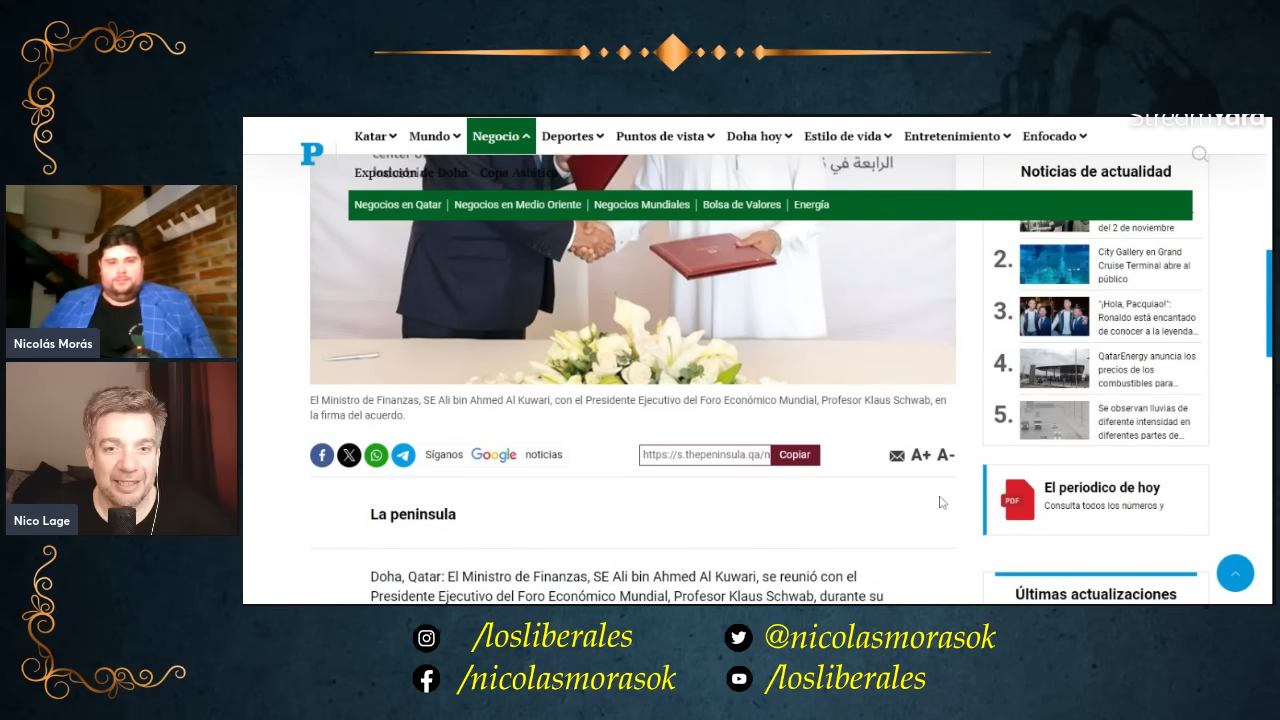 StreamYard
P
Katar Mundo Negocio Deportes Puntos de vista Doha hoy Estilo de vida Entretenimiento Enfocado
Exposición de Doha Copa Asiática
Negocios en Qatar | Negocios en Medio Oriente | Negocios Mundiales | Bolsa de Valores | Energía
الرابعة في
Noticias de actualidad
del 2 de noviembre
2. City Gallery en Grand
Cruise Terminal abre al
público
3. "¡Hola, Pacquiao!":
Ronaldo está encantado
de conocer a la leyenda...
4. QatarEnergy anuncia los
precios de los
combustibles para...
5. Se observan lluvias de
diferente intensidad en
diferentes partes de...
El Ministro de Finanzas, SE Ali bin Ahmed Al Kuwari, con el Presidente Ejecutivo del Foro Económico Mundial, Profesor Klaus Schwab, en
la firma del acuerdo.
Síganos Google noticias
https://s.thepeninsula.qa/n Copiar
A+ A-
La peninsula
PDF
El periodico de hoy
Consulta todos los números y
Doha, Qatar: El Ministro de Finanzas, SE Ali bin Ahmed Al Kuwari, se reunió con el
Presidente Ejecutivo del Foro Económico Mundial, Profesor Klaus Schwab, durante su
Últimas actualizaciones
Nicolás Morás
Nico Lage
/losliberales
@nicolasmorasok
/nicolasmorasok
/losliberales